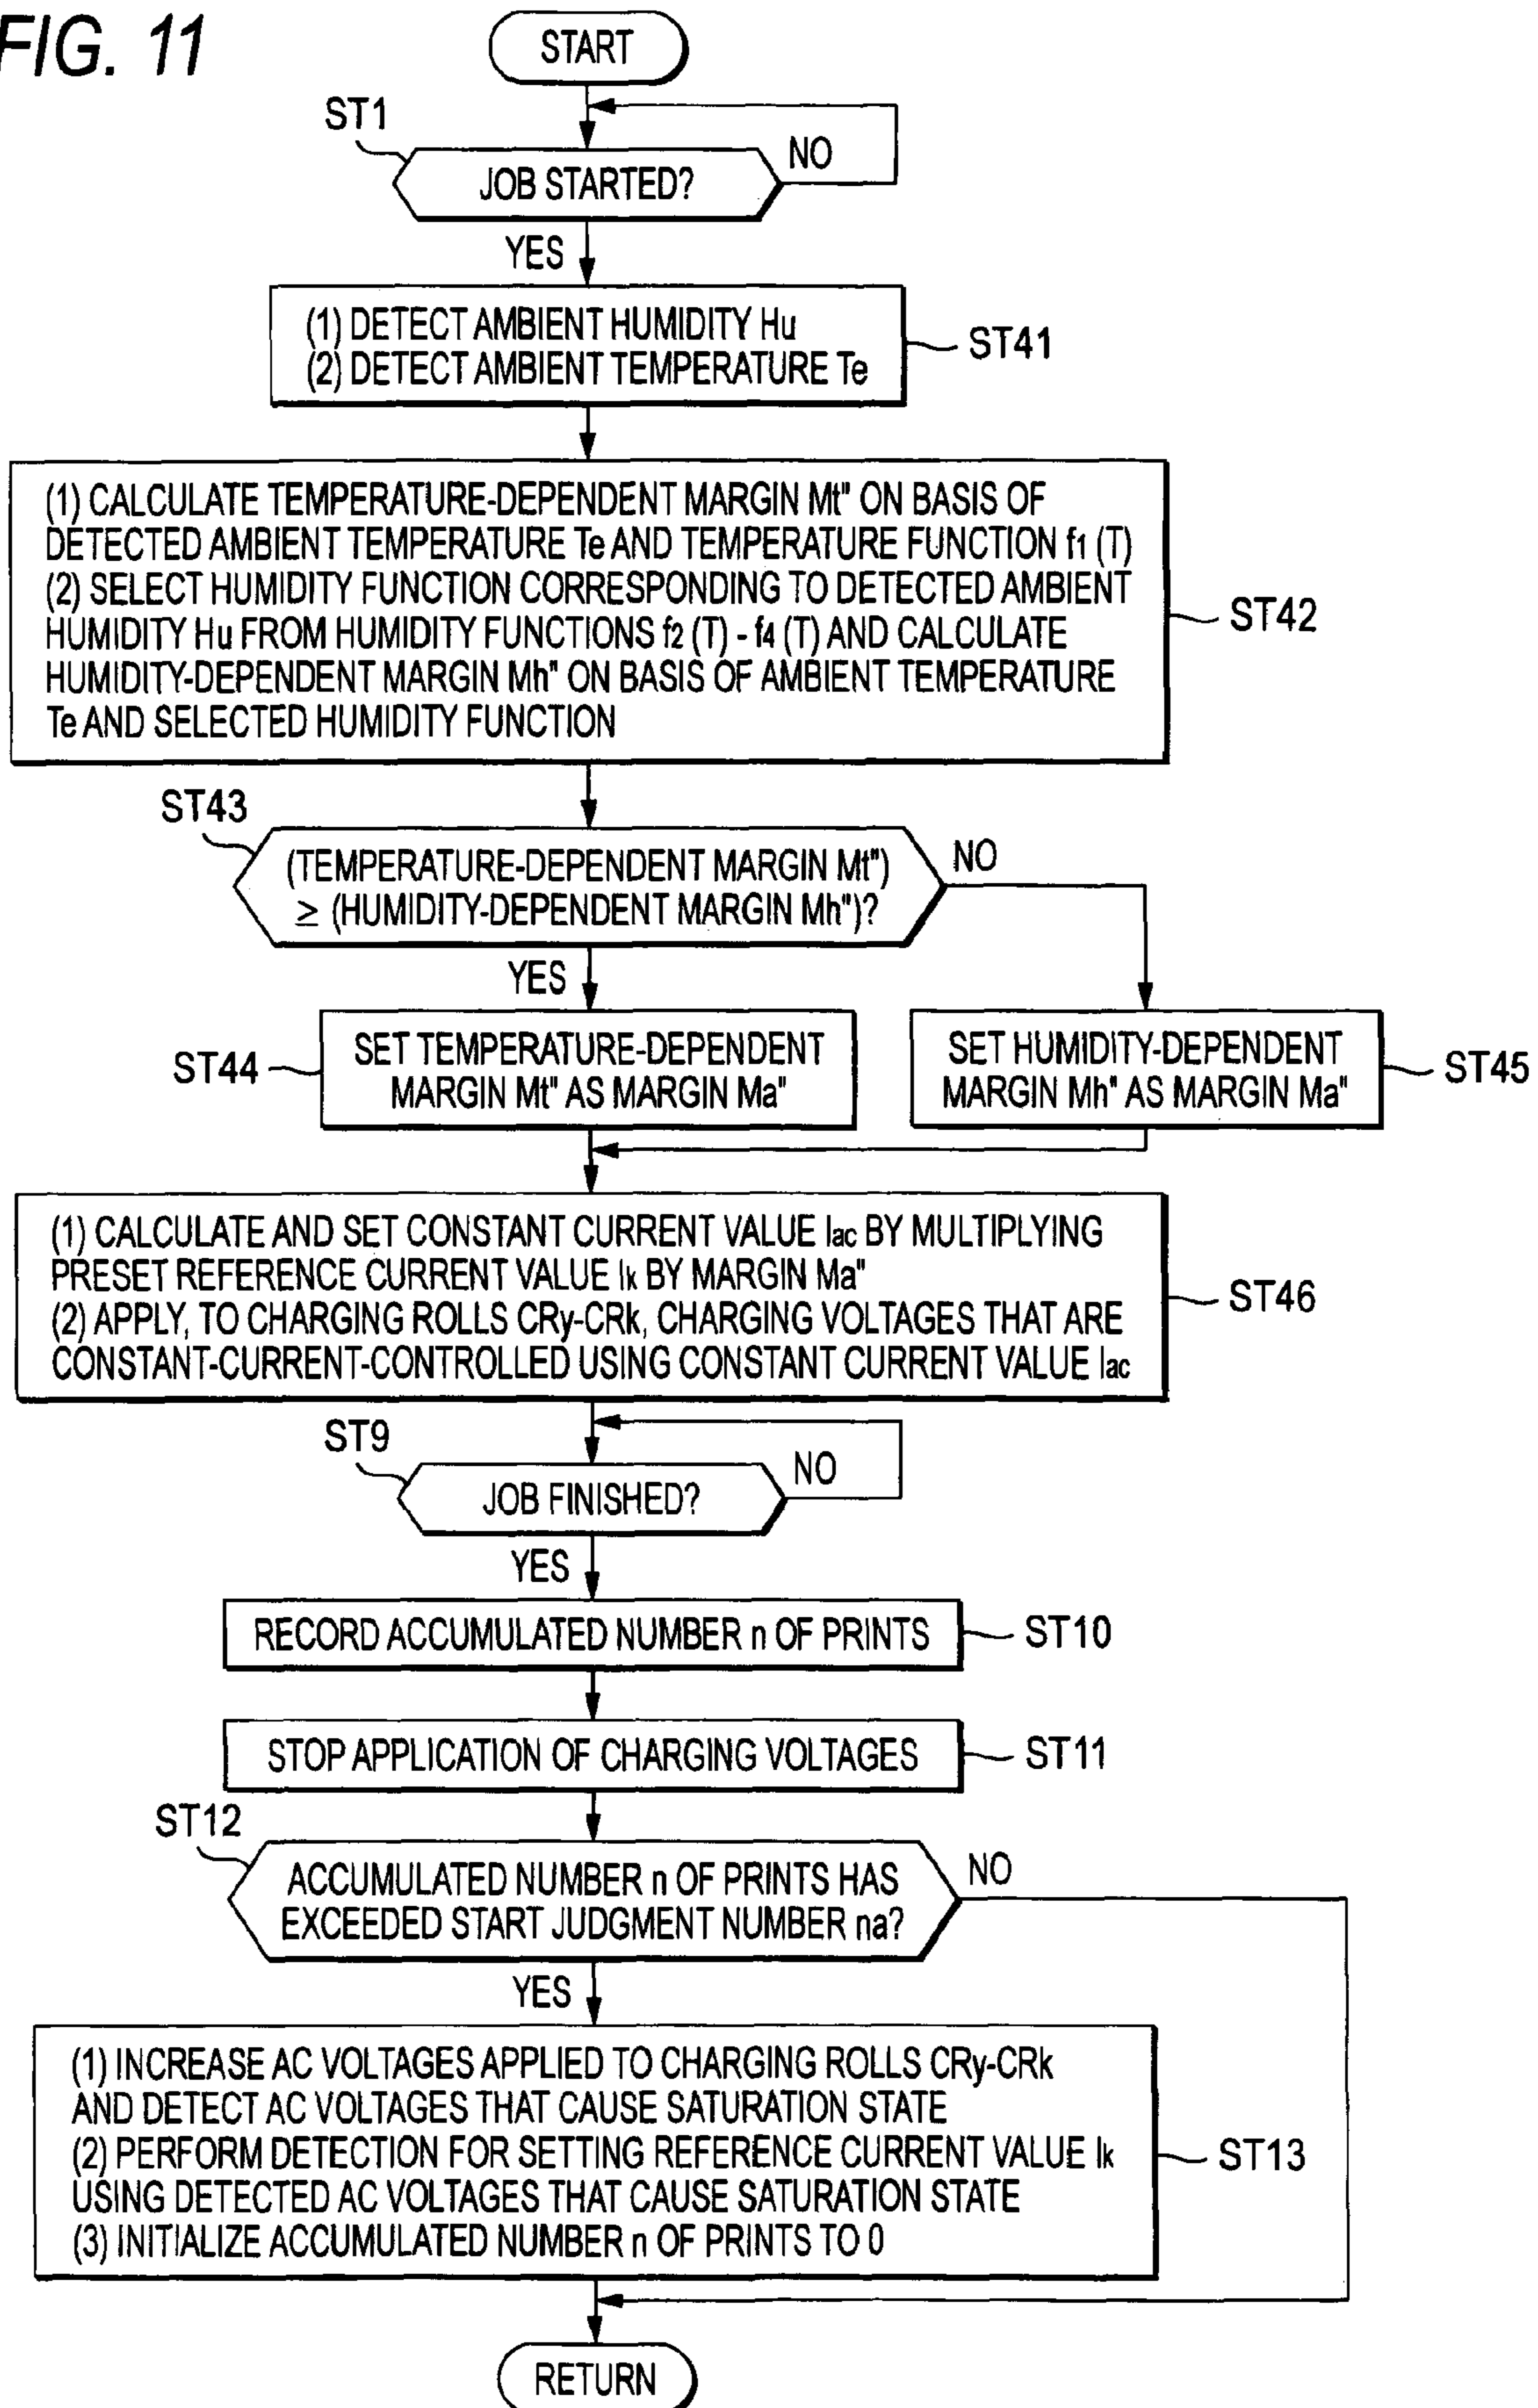 FIG. 11
START
ST1
JOB STARTED?
NO
YES
(1) DETECT AMBIENT HUMIDITY Hu
(2) DETECT AMBIENT TEMPERATURE Te
ST41
(1) CALCULATE TEMPERATURE-DEPENDENT MARGIN Mt" ON BASIS OF
DETECTED AMBIENT TEMPERATURE Te AND TEMPERATURE FUNCTION f1 (T)
(2) SELECT HUMIDITY FUNCTION CORRESPONDING TO DETECTED AMBIENT
HUMIDITY Hu FROM HUMIDITY FUNCTIONS f2 (T) - f4 (T) AND CALCULATE
HUMIDITY-DEPENDENT MARGIN Mh" ON BASIS OF AMBIENT TEMPERATURE
Te AND SELECTED HUMIDITY FUNCTION
ST42
ST43
(TEMPERATURE-DEPENDENT MARGIN Mt")
≥ (HUMIDITY-DEPENDENT MARGIN Mh")?
NO
YES
ST44
SET TEMPERATURE-DEPENDENT
MARGIN Mt" AS MARGIN Ma"
SET HUMIDITY-DEPENDENT
MARGIN Mh" AS MARGIN Ma"
ST45
(1) CALCULATE AND SET CONSTANT CURRENT VALUE Iac BY MULTIPLYING
PRESET REFERENCE CURRENT VALUE Ik BY MARGIN Ma"
(2) APPLY, TO CHARGING ROLLS CRy-CRk, CHARGING VOLTAGES THAT ARE
CONSTANT-CURRENT-CONTROLLED USING CONSTANT CURRENT VALUE Iac
ST46
ST9
JOB FINISHED?
NO
YES
RECORD ACCUMULATED NUMBER n OF PRINTS
ST10
STOP APPLICATION OF CHARGING VOLTAGES
ST11
ST12
ACCUMULATED NUMBER n OF PRINTS HAS
EXCEEDED START JUDGMENT NUMBER na?
NO
YES
(1) INCREASE AC VOLTAGES APPLIED TO CHARGING ROLLS CRy-CRk
AND DETECT AC VOLTAGES THAT CAUSE SATURATION STATE
(2) PERFORM DETECTION FOR SETTING REFERENCE CURRENT VALUE Ik
USING DETECTED AC VOLTAGES THAT CAUSE SATURATION STATE
(3) INITIALIZE ACCUMULATED NUMBER n OF PRINTS TO 0
ST13
RETURN